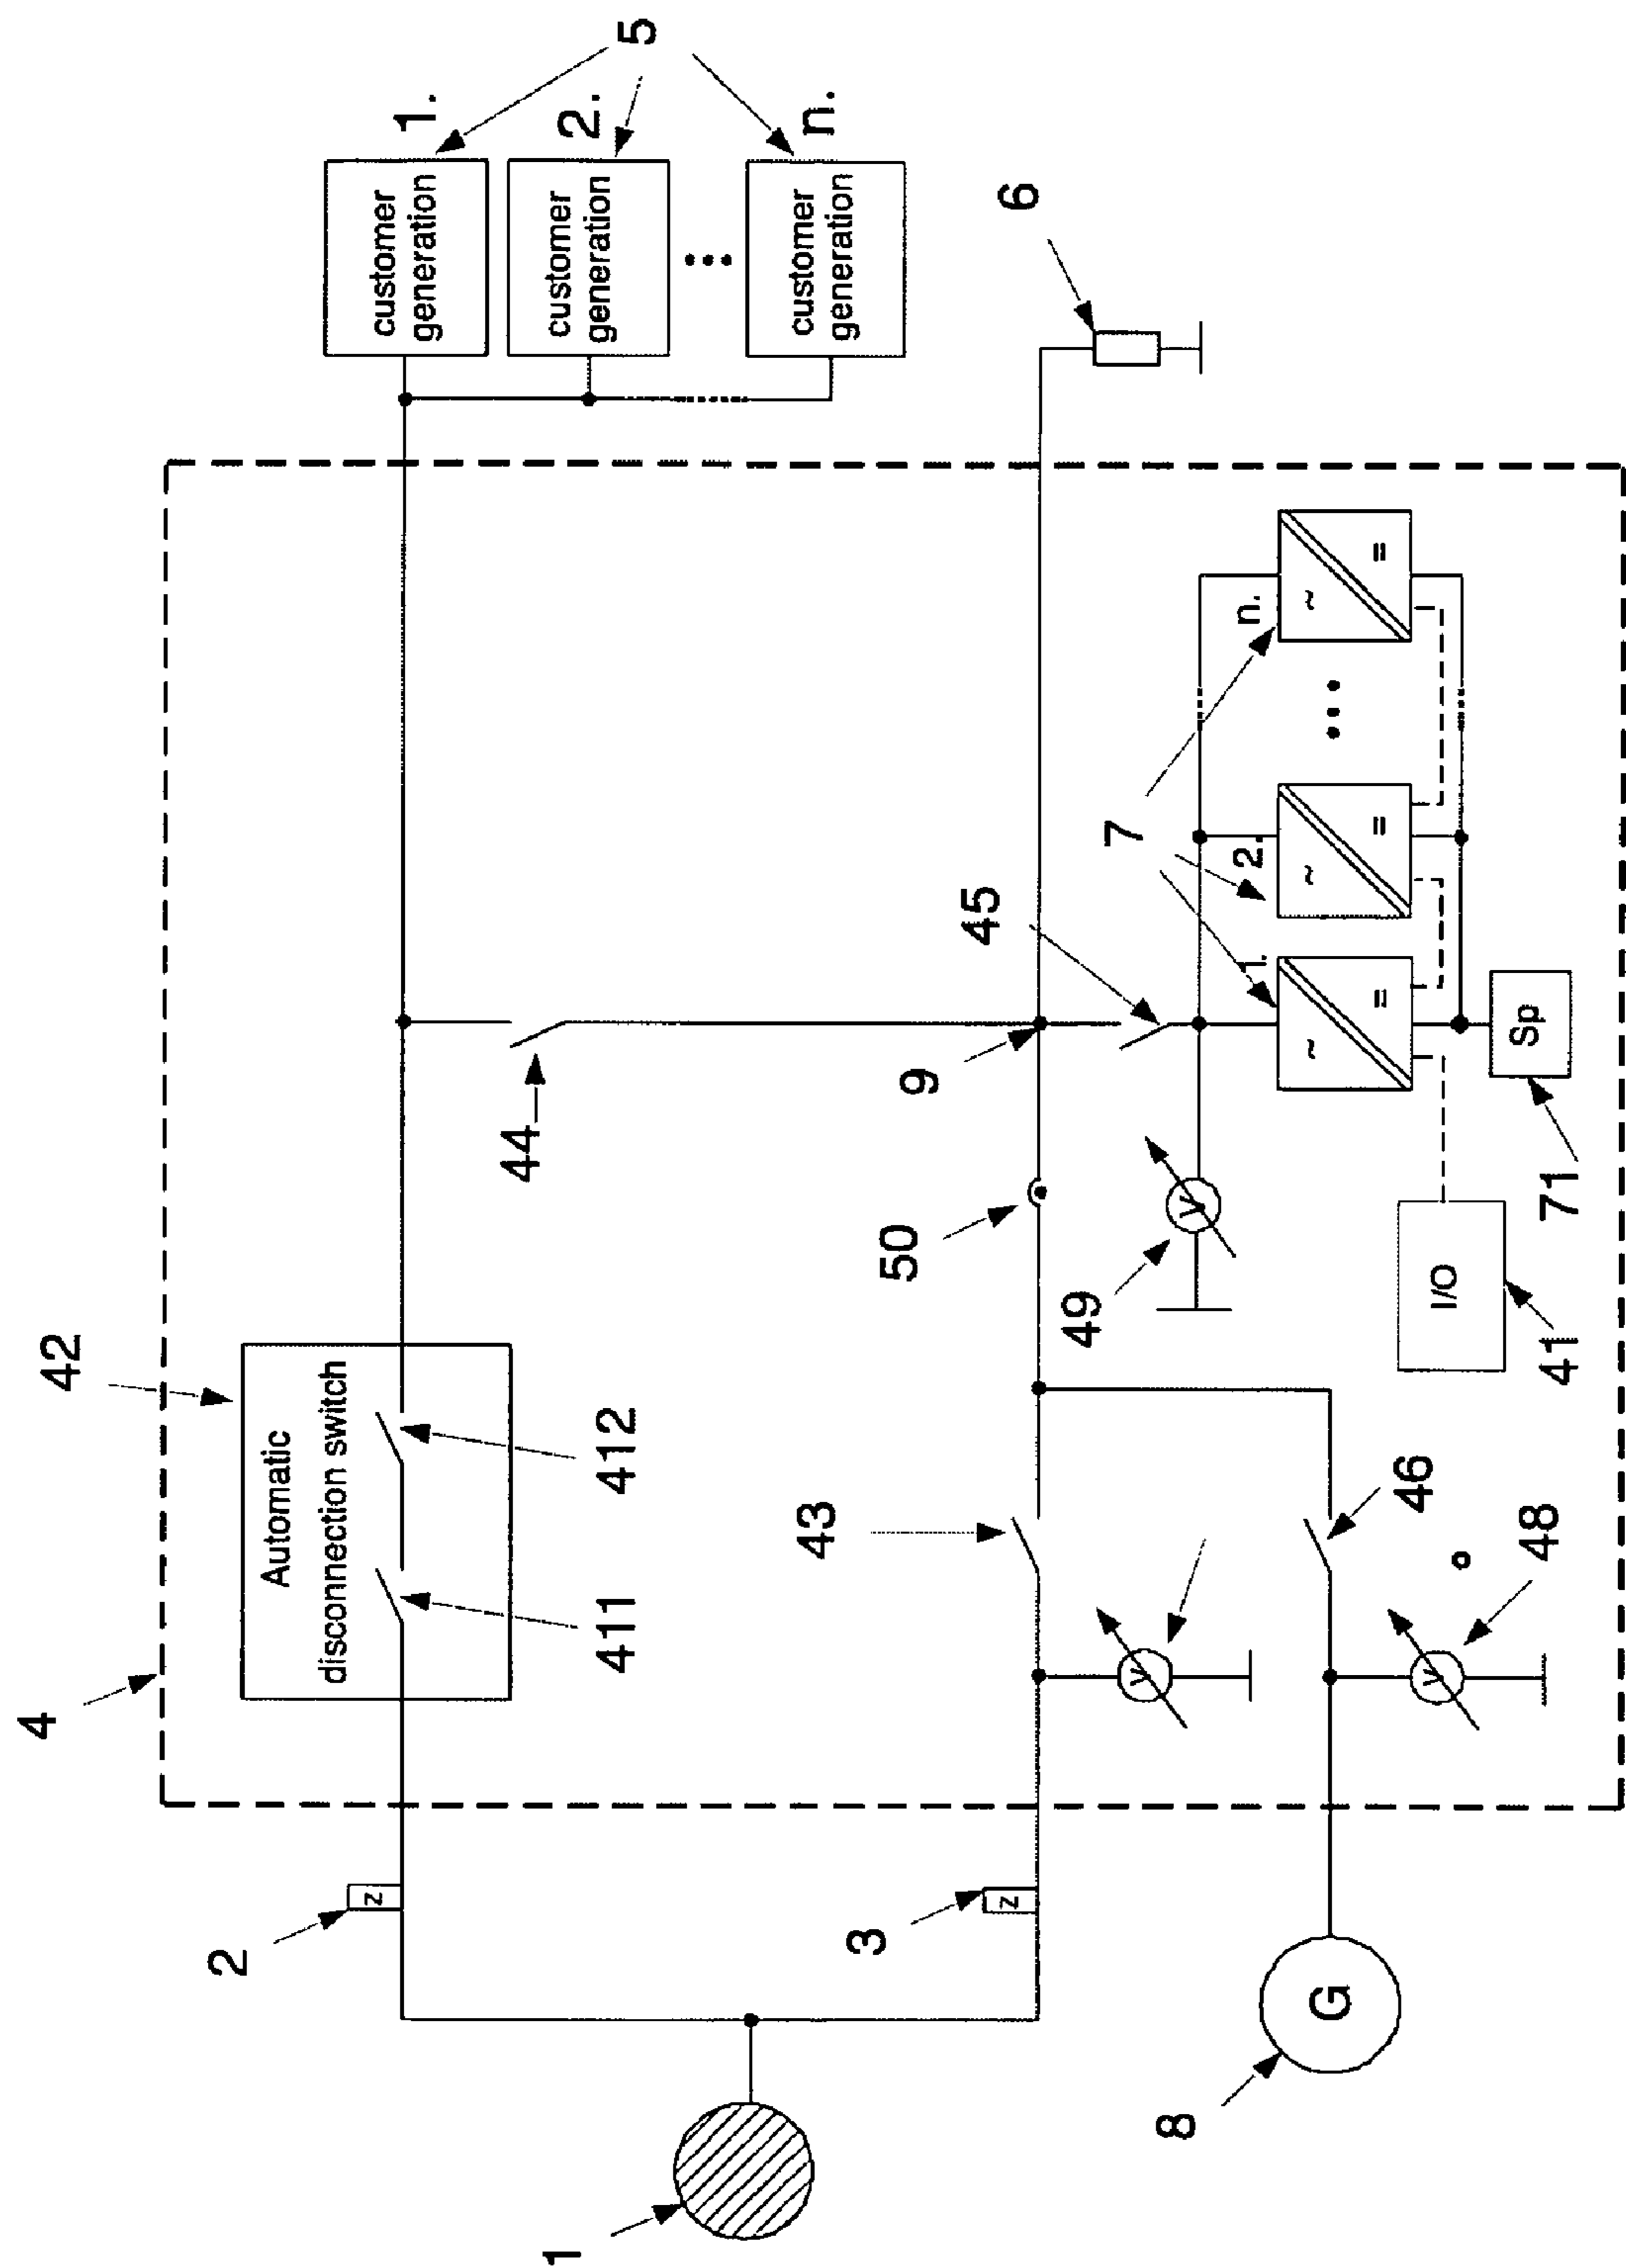 4
42
Automatic
disconnection switch
411
412
2
z
customer
generation
1.
customer
generation
2.
customer
generation
n.
5
44
1
3
z
43
50
9
45
6
7
1.
2.
n.
~
=
~
=
~
=
V
49
V
46
V
48
8
G
I/O
41
Sp
71